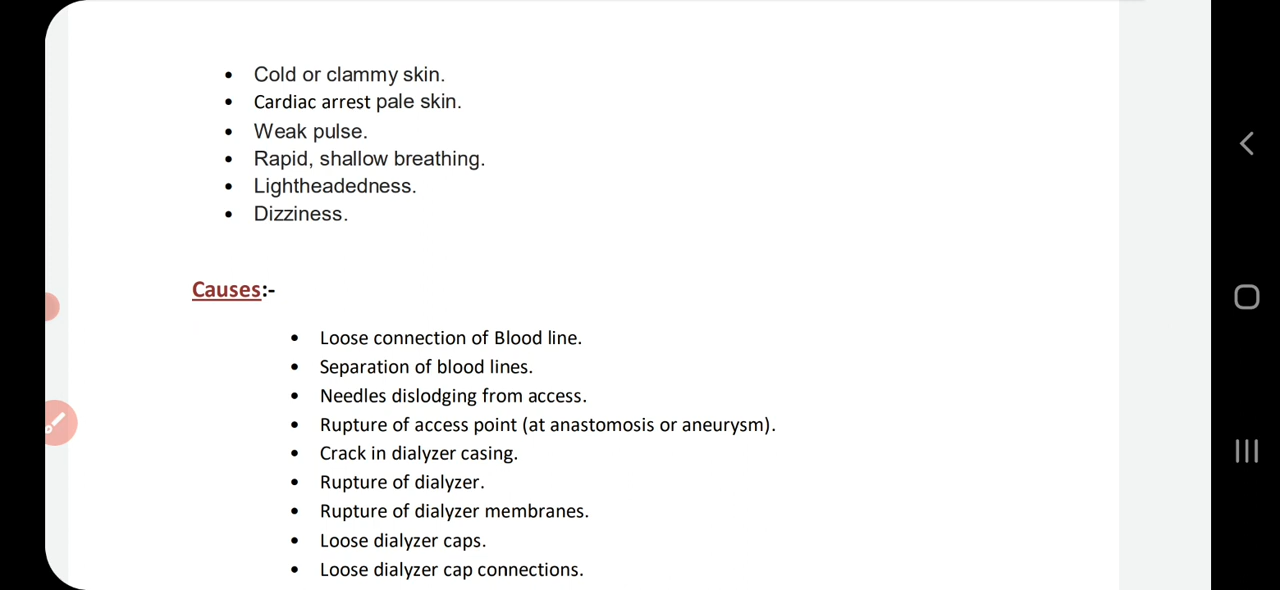 • Cold or clammy skin.
• Cardiac arrest pale skin.
• Weak pulse.
• Rapid, shallow breathing.
• Lightheadedness.
• Dizziness.
Causes:-
• Loose connection of Blood line.
• Separation of blood lines.
• Needles dislodging from access.
• Rupture of access point (at anastomosis or aneurysm).
• Crack in dialyzer casing.
• Rupture of dialyzer.
• Rupture of dialyzer membranes.
• Loose dialyzer caps.
• Loose dialyzer cap connections.